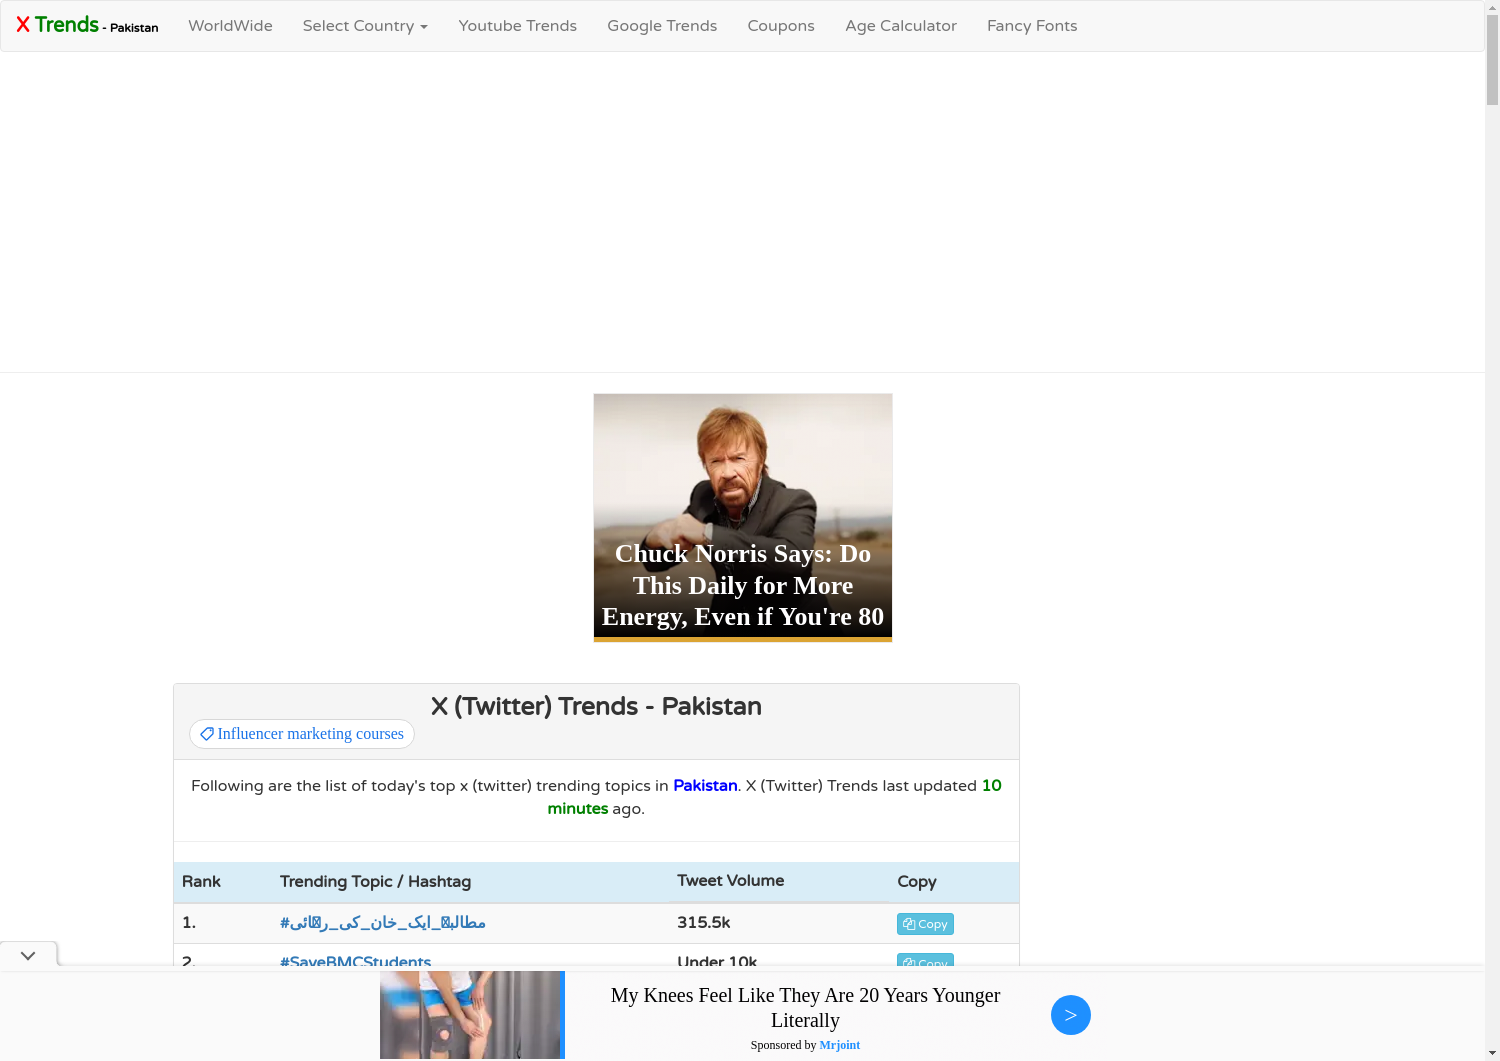 X Trends - Pakistan
WorldWide
Select Country
Youtube Trends
Google Trends
Coupons
Age Calculator
Fancy Fonts
Chuck Norris Says: Do
This Daily for More
Energy, Even if You're 80
X (Twitter) Trends - Pakistan
Influencer marketing courses
Following are the list of today's top x (twitter) trending topics in Pakistan. X (Twitter) Trends last updated 10
minutes ago.
Rank Trending Topic / Hashtag Tweet Volume Copy
1. 315.5k Copy
2. #SaveBMCStudents Under 10k Copy
My Knees Feel Like They Are 20 Years Younger
Literally
Sponsored by Mrjoint
>